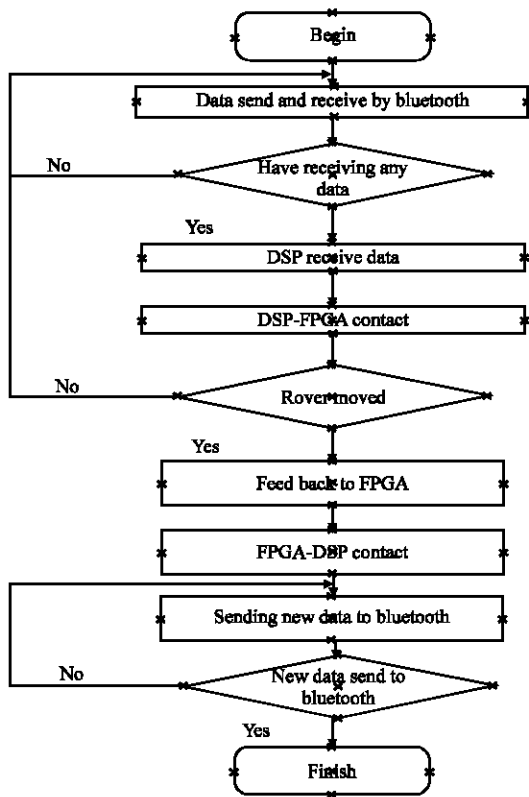 Begin
Data send and receive by bluetooth
No
Have receiving any
data
Yes
DSP receive data
DSP-FPGA contact
No
Rover moved
Yes
Feed back to FPGA
FPGA-DSP contact
Sending new data to bluetooth
No
New data send to
bluetooth
Yes
Finish